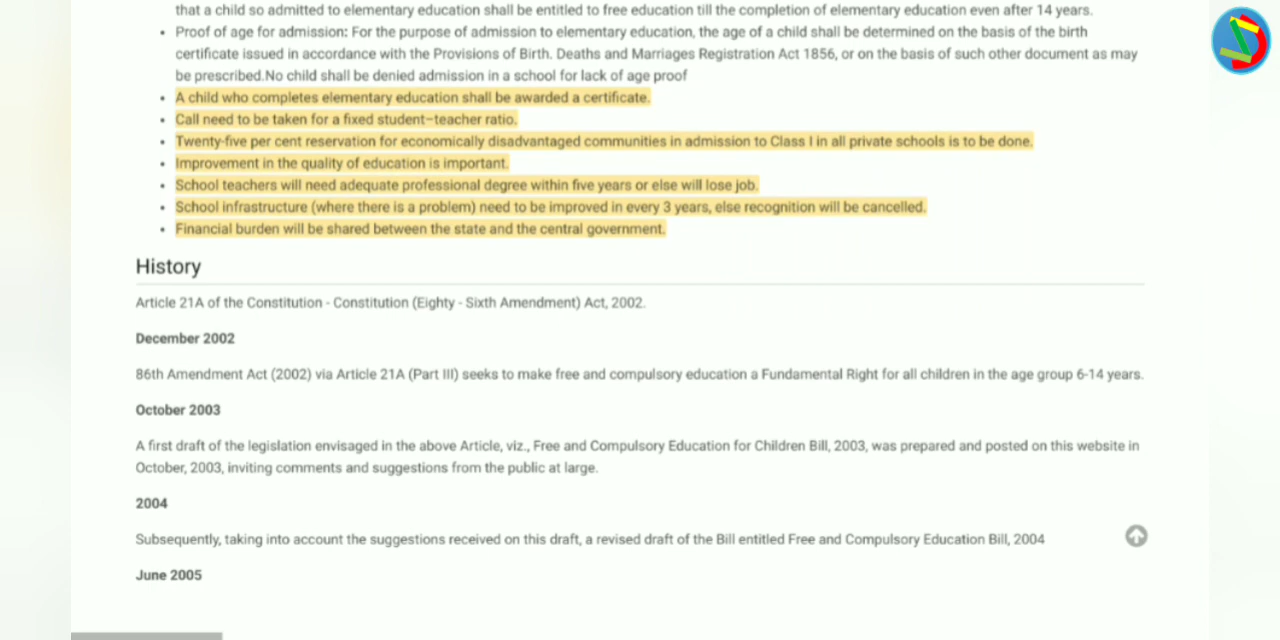 that a child so admitted to elementary education shall be entitled to free education till the completion of elementary education even after 14 years.
• Proof of age for admission: For the purpose of admission to elementary education, the age of a child shall be determined on the basis of the birth
certificate issued in accordance with the Provisions of Birth. Deaths and Marriages Registration Act 1856, or on the basis of such other document as may
be prescribed.No child shall be denied admission in a school for lack of age proof
• A child who completes elementary education shall be awarded a certificate.
• Call need to be taken for a fixed student–teacher ratio.
• Twenty-five per cent reservation for economically disadvantaged communities in admission to Class I in all private schools is to be done.
• Improvement in the quality of education is important.
• School teachers will need adequate professional degree within five years or else will lose job.
• School infrastructure (where there is a problem) need to be improved in every 3 years, else recognition will be cancelled.
• Financial burden will be shared between the state and the central government.
History
Article 21A of the Constitution - Constitution (Eighty - Sixth Amendment) Act, 2002.
December 2002
86th Amendment Act (2002) via Article 21A (Part III) seeks to make free and compulsory education a Fundamental Right for all children in the age group 6-14 years.
October 2003
A first draft of the legislation envisaged in the above Article, viz., Free and Compulsory Education for Children Bill, 2003, was prepared and posted on this website in
October, 2003, inviting comments and suggestions from the public at large.
2004
Subsequently, taking into account the suggestions received on this draft, a revised draft of the Bill entitled Free and Compulsory Education Bill, 2004
June 2005